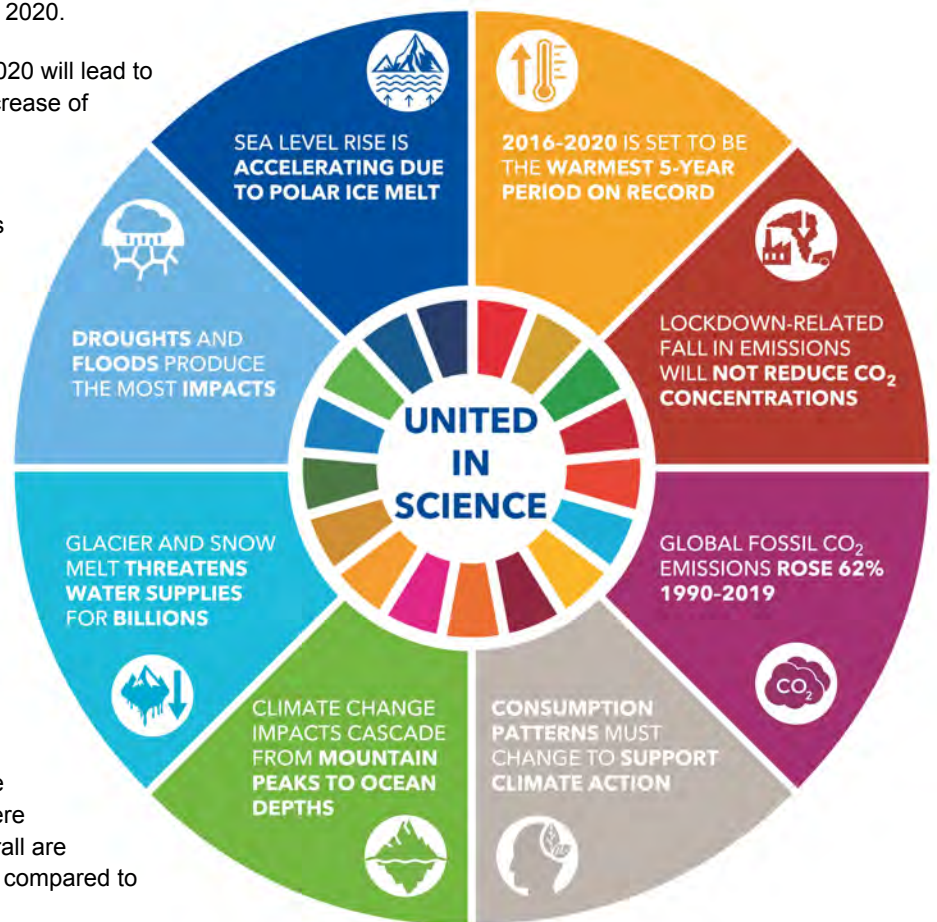 2020.
020 will lead to
crease of
s
e
ere
rall are
compared to
SEA LEVEL RISE IS
ACCELERATING DUE
TO POLAR ICE MELT
2016-2020 IS SET TO BE
THE WARMEST 5-YEAR
PERIOD ON RECORD
LOCKDOWN-RELATED
FALL IN EMISSIONS
WILL NOT REDUCE CO₂
CONCENTRATIONS
GLOBAL FOSSIL CO₂
EMISSIONS ROSE 62%
1990-2019
CO₂
CONSUMPTION
PATTERNS MUST
CHANGE TO SUPPORT
CLIMATE ACTION
CLIMATE CHANGE
IMPACTS CASCADE
FROM MOUNTAIN
PEAKS TO OCEAN
DEPTHS
GLACIER AND SNOW
MELT THREATENS
WATER SUPPLIES
FOR BILLIONS
DROUGHTS AND
FLOODS PRODUCE
THE MOST IMPACTS
UNITED
IN
SCIENCE